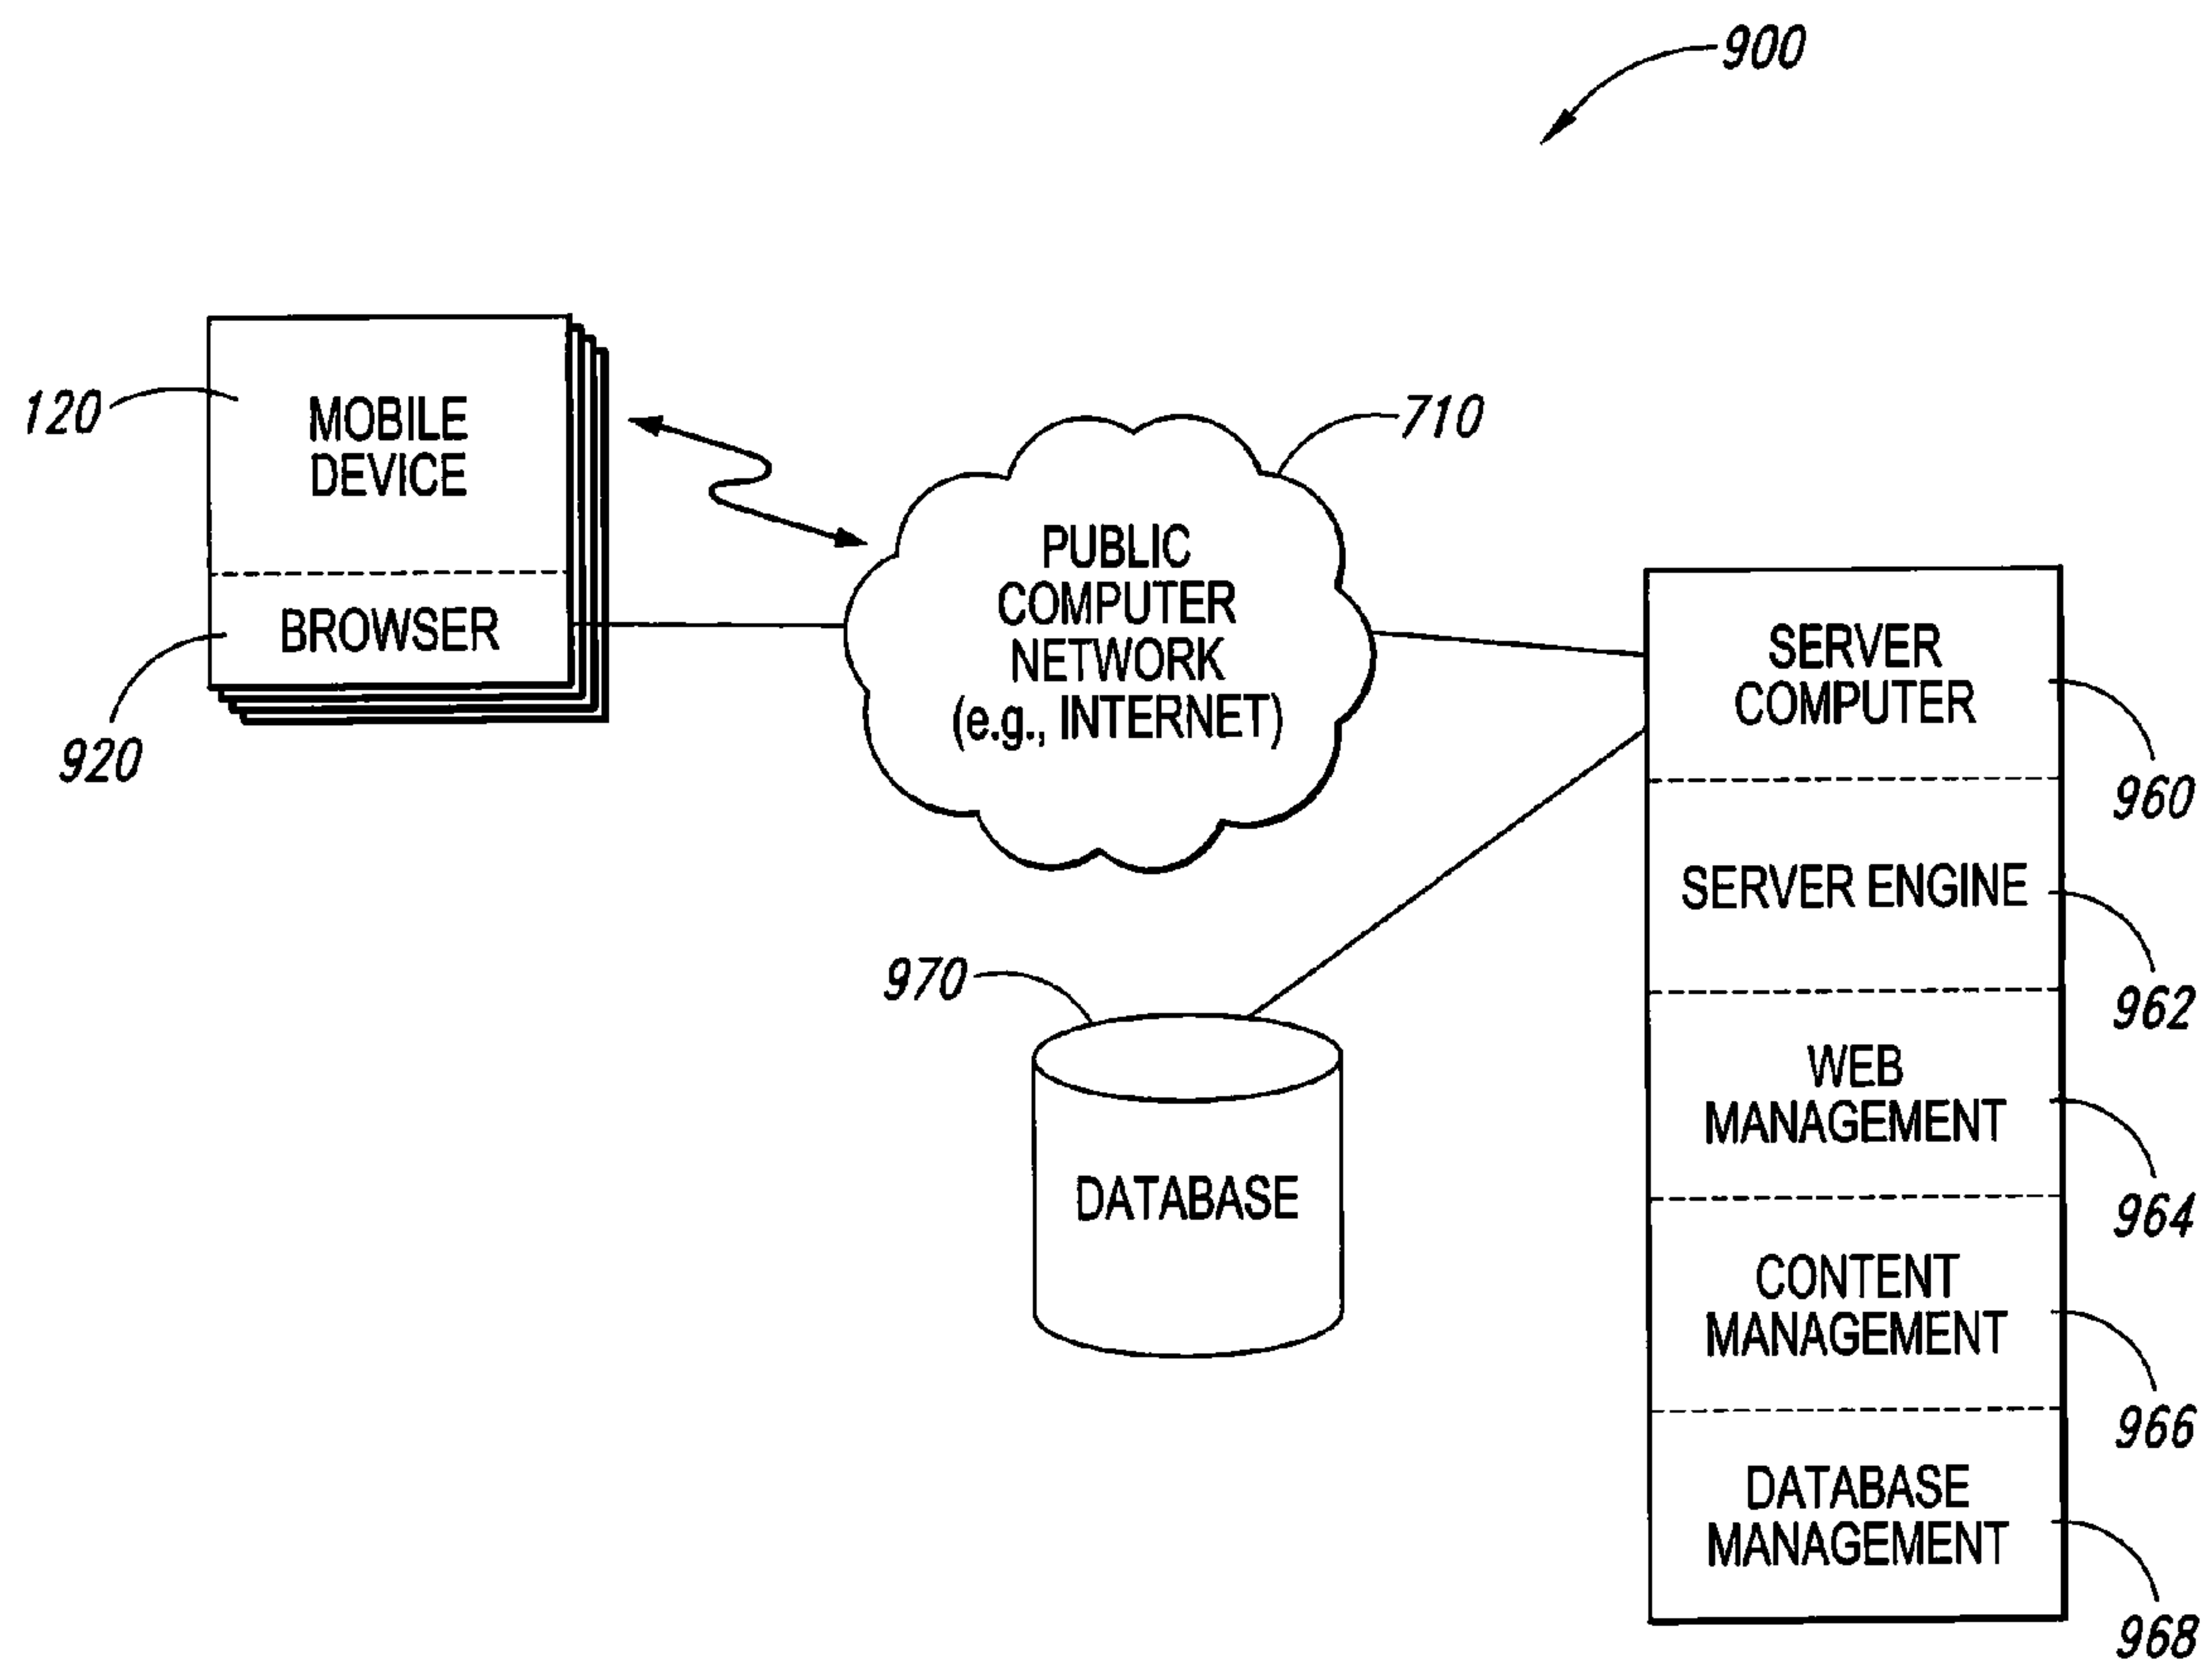 900
120
MOBILE
DEVICE
BROWSER
920
710
PUBLIC
COMPUTER
NETWORK
(e.g., INTERNET)
970
DATABASE
SERVER
COMPUTER
960
SERVER ENGINE
962
WEB
MANAGEMENT
964
CONTENT
MANAGEMENT
966
DATABASE
MANAGEMENT
968